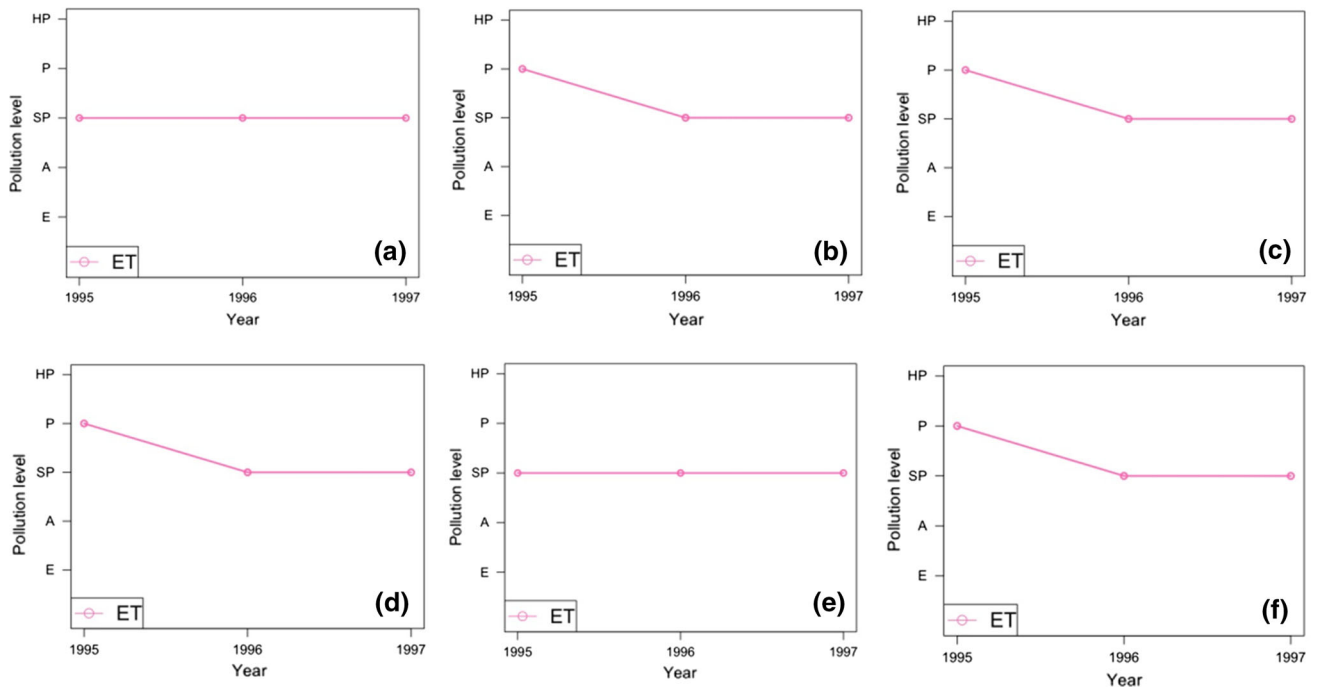 HP
P
SP
A
E
Pollution level
ET
(a)
1995 1996 1997
Year
HP
P
SP
A
E
Pollution level
ET
(b)
1995 1996 1997
Year
HP
P
SP
A
E
Pollution level
ET
(c)
1995 1996 1997
Year
HP
P
SP
A
E
Pollution level
ET
(d)
1995 1996 1997
Year
HP
P
SP
A
E
Pollution level
ET
(e)
1995 1996 1997
Year
HP
P
SP
A
E
Pollution level
ET
(f)
1995 1996 1997
Year